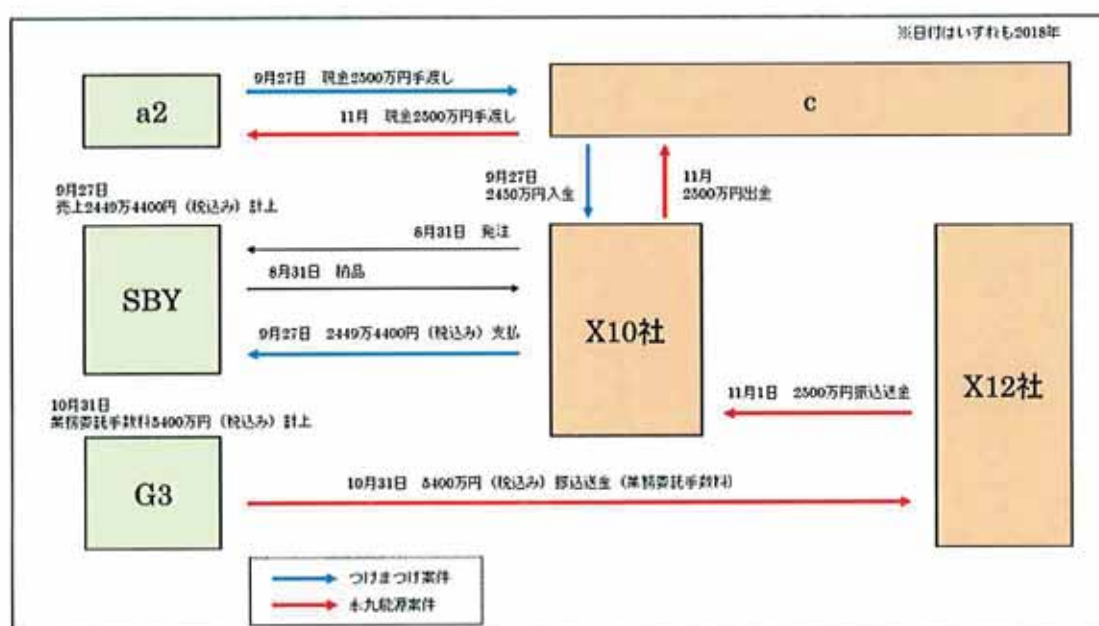 ※日付はいずれも2018年
a2
9月27日　現金2500万円手渡し
11月　現金2500万円手渡し
c
9月27日
2450万円入金
11月
2500万円出金
9月27日
売上2449万4400円（税込み）計上
SBY
8月31日　発注
8月31日　納品
9月27日　2449万4400円（税込み）支払
X10社
X12社
11月1日　2500万円振込送金
10月31日
業務委託手数料5400万円（税込み）計上
G3
10月31日　5400万円（税込み）振込送金（業務委託手数料）
つけまつげ案件
永九能源案件